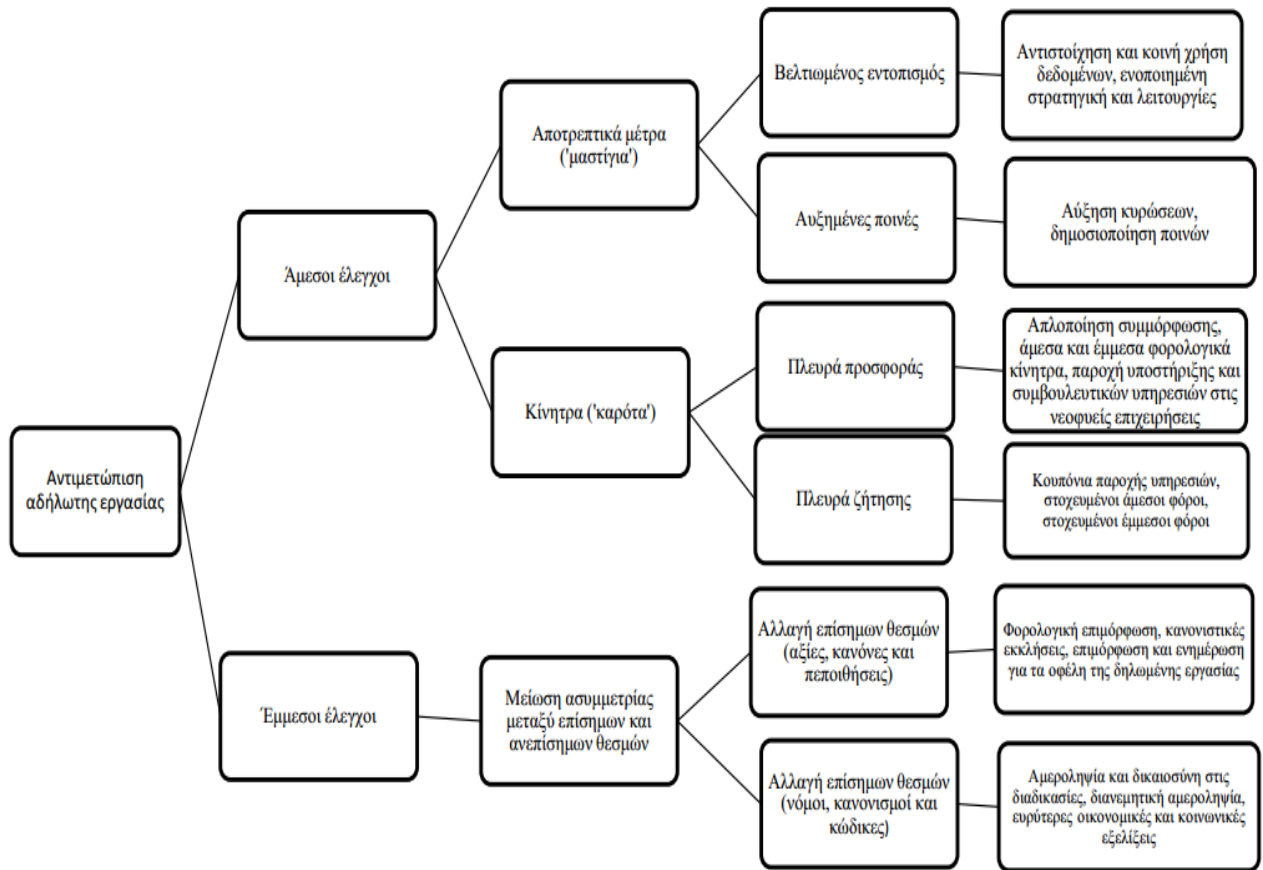 Αντιμετώπιση
αδήλωτης εργασίας
Άμεσοι έλεγχοι
Αποτρεπτικά μέτρα
('μαστίγια')
Βελτιωμένος εντοπισμός
Αντιστοίχηση και κοινή χρήση
δεδομένων, ενοποιημένη
στρατηγική και λειτουργίες
Αυξημένες ποινές
Αύξηση κυρώσεων,
δημοσιοποίηση ποινών
Κίνητρα ('καρότα')
Πλευρά προσφοράς
Απλοποίηση συμμόρφωσης,
άμεσα και έμμεσα φορολογικά
κίνητρα, παροχή υποστήριξης και
συμβουλευτικών υπηρεσιών στις
νεοφυείς επιχειρήσεις
Πλευρά ζήτησης
Κουπόνια παροχής υπηρεσιών,
στοχευμένοι άμεσοι φόροι,
στοχευμένοι έμμεσοι φόροι
Έμμεσοι έλεγχοι
Μείωση ασυμμετρίας
μεταξύ επίσημων και
ανεπίσημων θεσμών
Αλλαγή επίσημων θεσμών
(αξίες, κανόνες και
πεποιθήσεις)
Φορολογική επιμόρφωση, κανονιστικές
εκκλήσεις, επιμόρφωση και ενημέρωση
για τα οφέλη της δηλωμένης εργασίας
Αλλαγή επίσημων θεσμών
(νόμοι, κανονισμοί και
κώδικες)
Αμεροληψία και δικαιοσύνη στις
διαδικασίες, διανεμητική αμεροληψία,
ευρύτερες οικονομικές και κοινωνικές
εξελίξεις